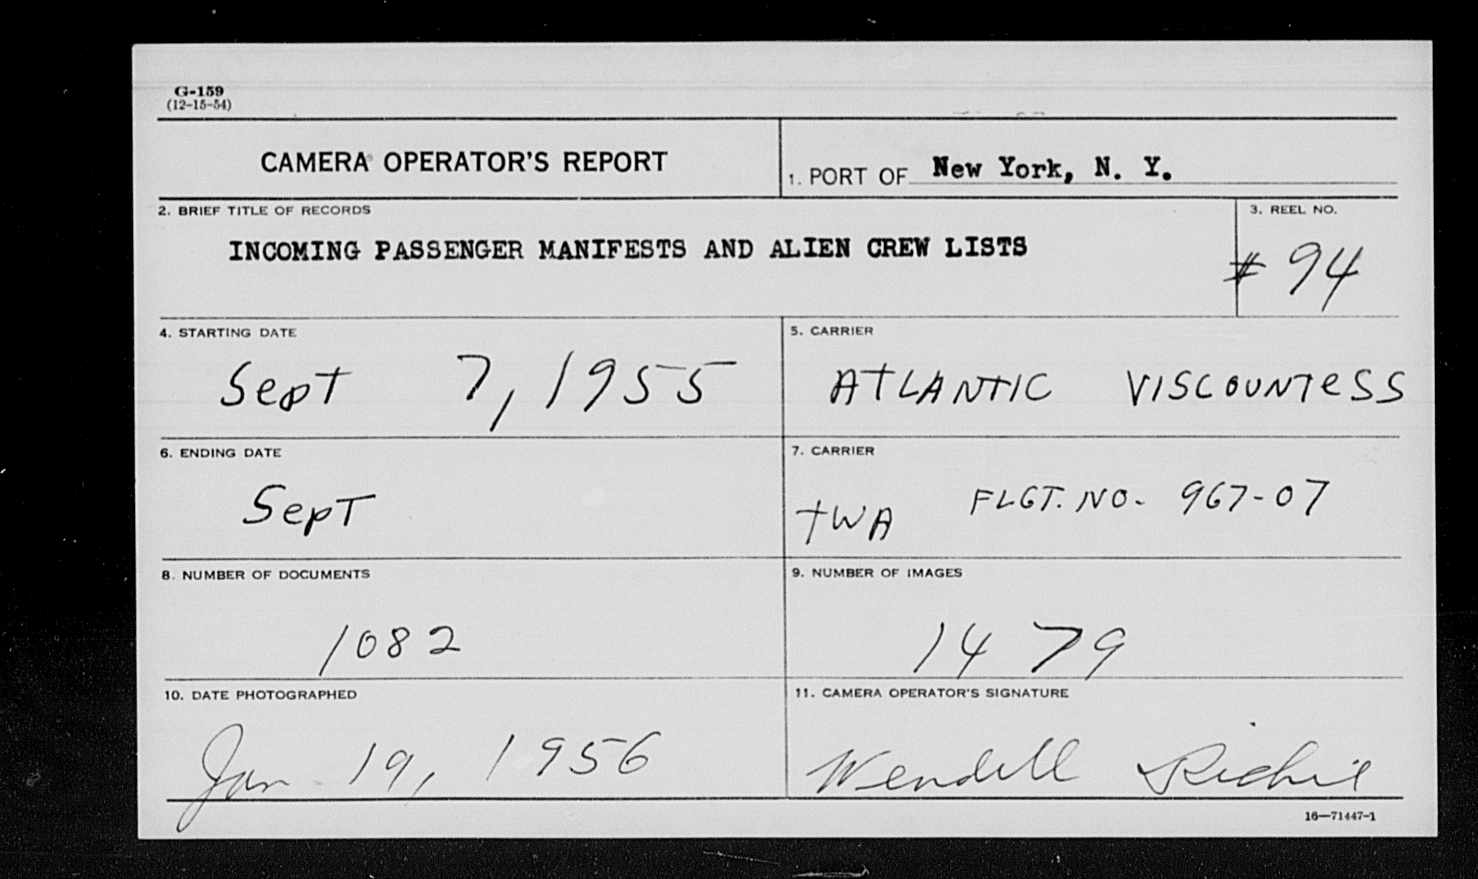 G-159
(12-15-54)
CAMERA OPERATOR'S REPORT
1. PORT OF New York, N. Y.
2. BRIEF TITLE OF RECORDS
INCOMING PASSENGER MANIFESTS AND ALIEN CREW LISTS
3. REEL NO.
# 94
4. STARTING DATE
Sept 7, 1955
5. CARRIER
ATLANTIC VISCOUNTESS
6. ENDING DATE
Sept
7. CARRIER
TWA FLGT. NO. 967-07
8. NUMBER OF DOCUMENTS
1082
9. NUMBER OF IMAGES
1479
10. DATE PHOTOGRAPHED
Jan 19, 1956
11. CAMERA OPERATOR'S SIGNATURE
Wendell Richie
16-71447-1